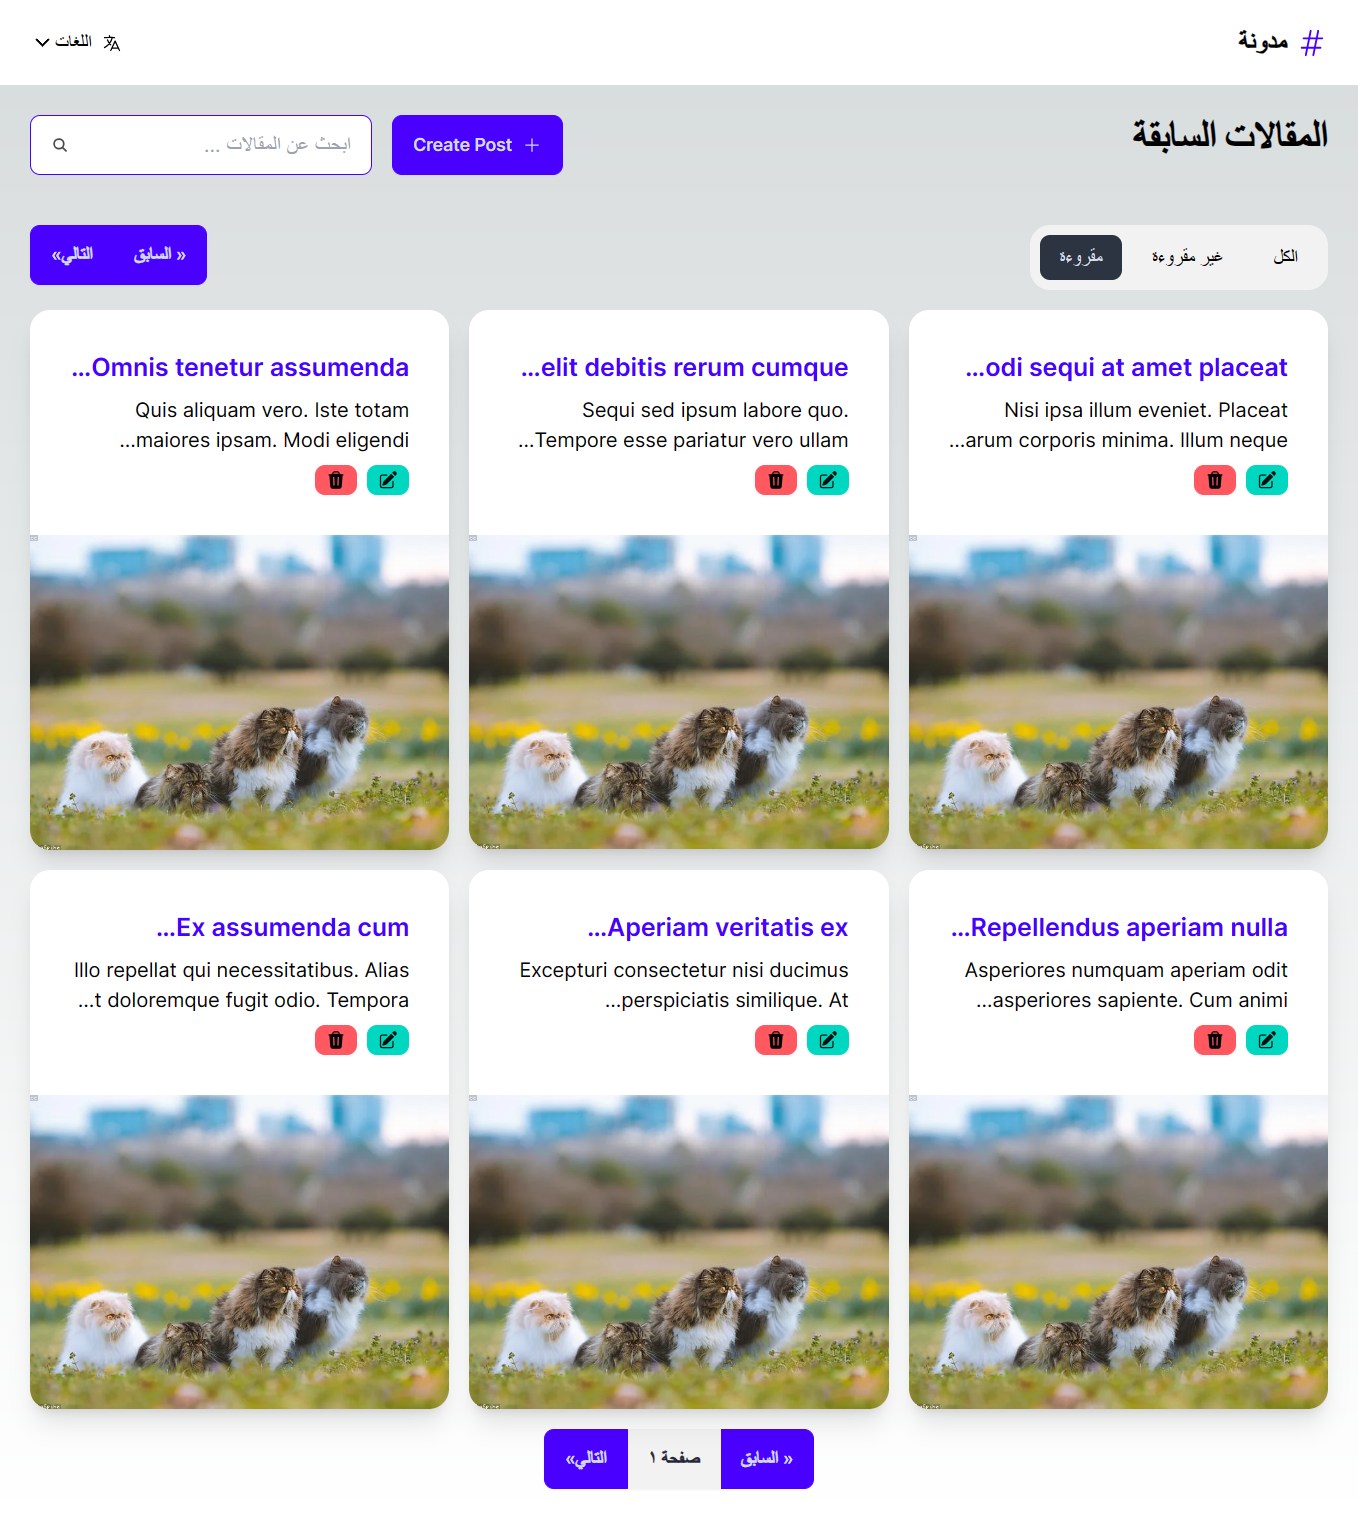 مدونة
اللغات
المقالات السابقة
Create Post
ابحث عن المقالات ...
الكل
غير مقروءة
مقروءة
« السابق
التالي»
odi sequi at amet placeat...
Nisi ipsa illum eveniet. Placeat
arum corporis minima. Illum neque...
elit debitis rerum cumque...
Sequi sed ipsum labore quo.
Tempore esse pariatur vero ullam...
Omnis tenetur assumenda...
Quis aliquam vero. Iste totam
maiores ipsam. Modi eligendi...
Repellendus aperiam nulla...
Asperiores numquam aperiam odit
asperiores sapiente. Cum animi...
Aperiam veritatis ex...
Excepturi consectetur nisi ducimus
perspiciatis similique. At...
Ex assumenda cum...
Illo repellat qui necessitatibus. Alias
t doloremque fugit odio. Tempora...
« السابق
صفحة ١
التالي»